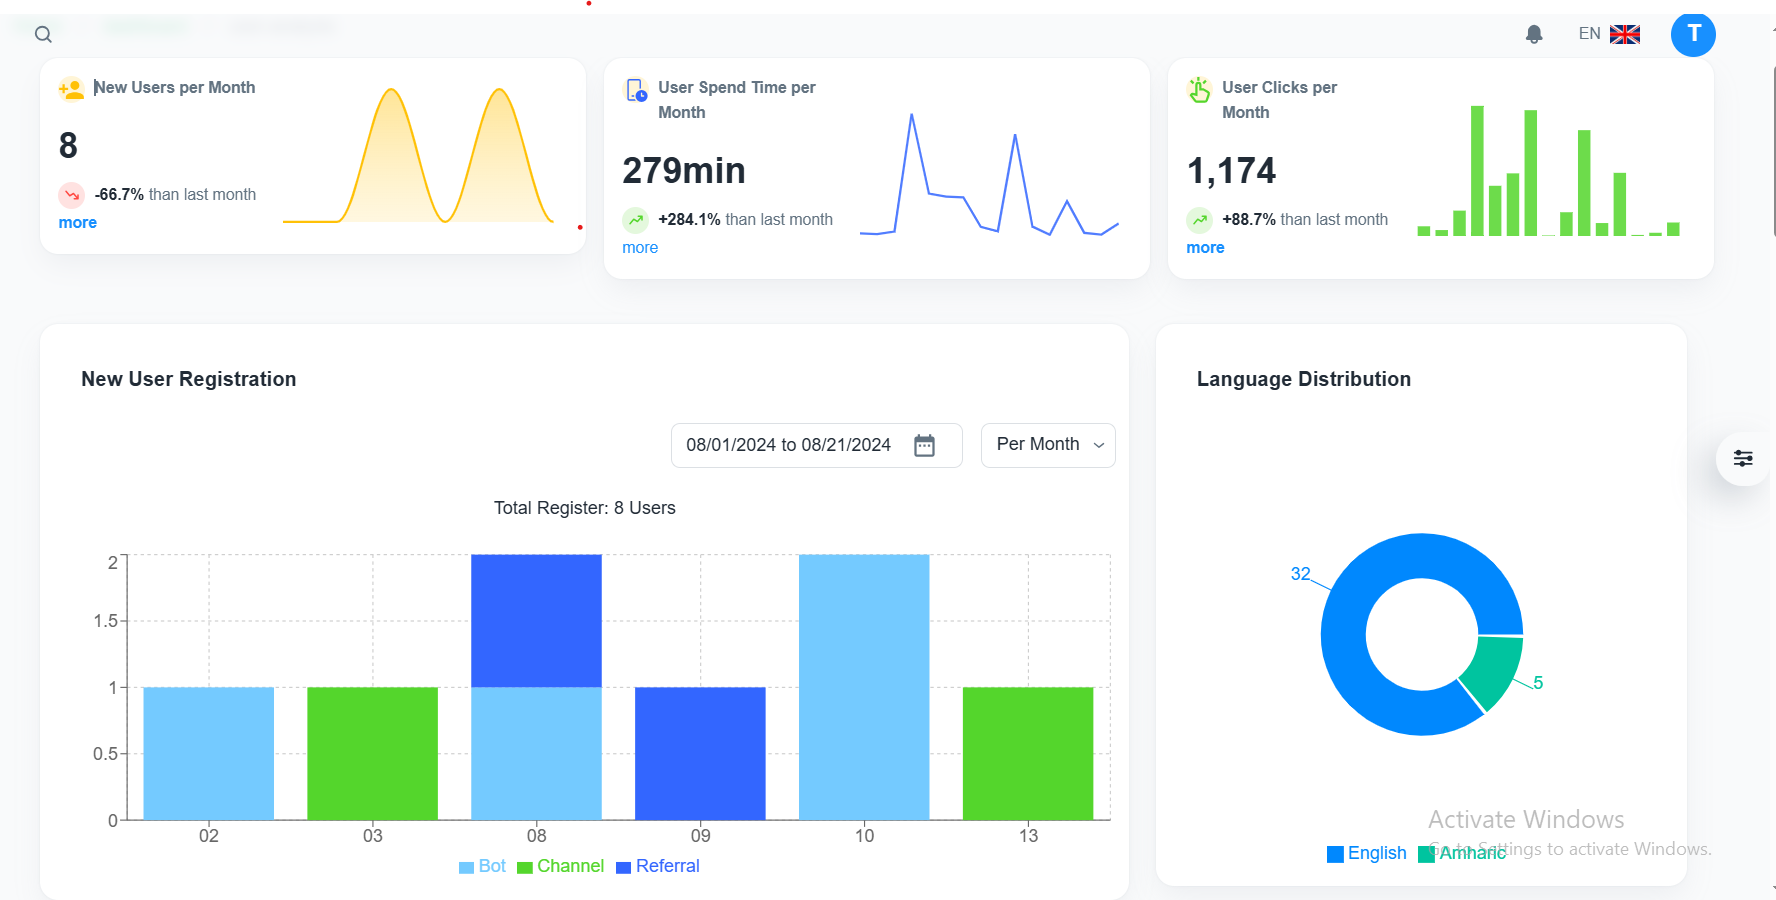 EN
T
New Users per Month
8
-66.7% than last month
more
User Spend Time per
Month
279min
+284.1% than last month
more
User Clicks per
Month
1,174
+88.7% than last month
more
New User Registration
08/01/2024 to 08/21/2024
Per Month
Total Register: 8 Users
2
1.5
1
0.5
0
02
03
08
09
10
13
Bot
Channel
Referral
Language Distribution
32
5
English
Amharic
Activate Windows
Go to Settings to activate Windows.